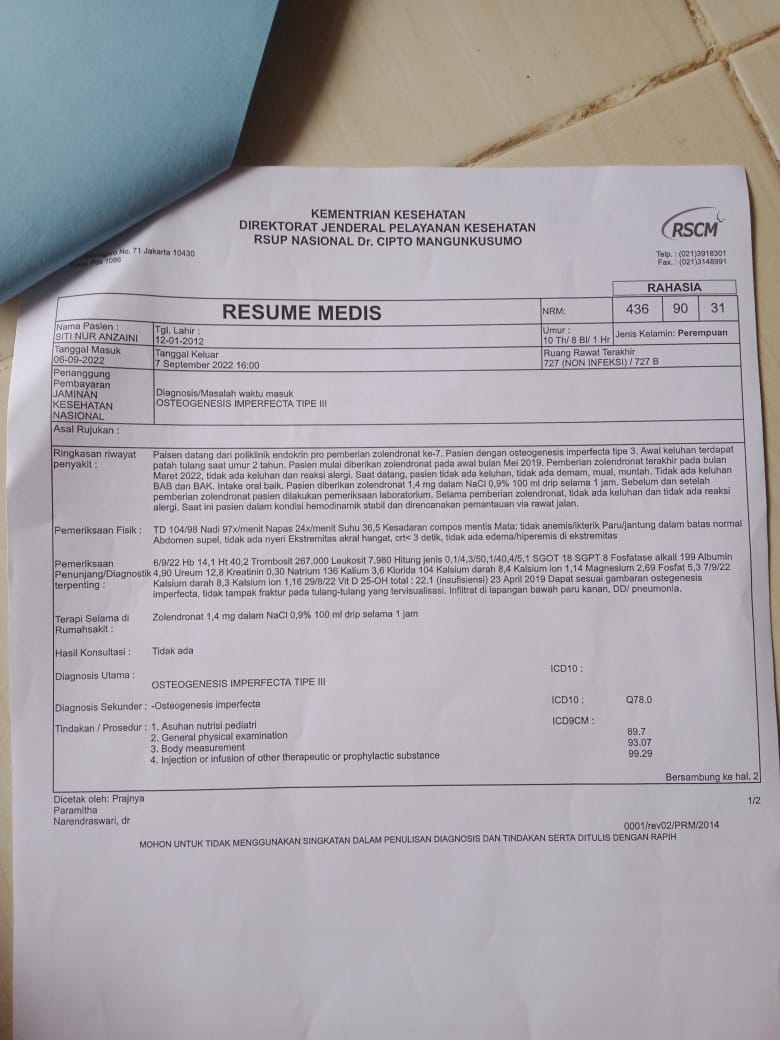 KEMENTRIAN KESEHATAN
DIREKTORAT JENDERAL PELAYANAN KESEHATAN
RSUP NASIONAL Dr. CIPTO MANGUNKUSUMO
RSCM
No. 71 Jakarta 10430
Telp. : (021)3918301
Fax. : (021)3148991
RAHASIA
RESUME MEDIS
NRM: 436 90 31
Nama Pasien :
SITI NUR ANZAINI
Tgl. Lahir :
12-01-2012
Umur :
10 Th/ 8 Bl/ 1 Hr
Jenis Kelamin: Perempuan
Tanggal Masuk
06-09-2022
Tanggal Keluar
7 September 2022 16:00
Ruang Rawat Terakhir
727 (NON INFEKSI) / 727 B
Penanggung
Pembayaran
JAMINAN
KESEHATAN
NASIONAL
Diagnosis/Masalah waktu masuk
OSTEOGENESIS IMPERFECTA TIPE III
Asal Rujukan :
Ringkasan riwayat
penyakit :
Paisen datang dari poliklinik endokrin pro pemberian zolendronat ke-7. Pasien dengan osteogenesis imperfecta tipe 3. Awal keluhan terdapat
patah tulang saat umur 2 tahun. Pasien mulai diberikan zolendronat pada awal bulan Mei 2019. Pemberian zolendronat terakhir pada bulan
Maret 2022, tidak ada keluhan dan reaksi alergi. Saat datang, pasien tidak ada keluhan, tidak ada demam, mual, muntah. Tidak ada keluhan
BAB dan BAK. Intake oral baik. Pasien diberikan zolendronat 1,4 mg dalam NaCl 0,9% 100 ml drip selama 1 jam. Sebelum dan setelah
pemberian zolendronat pasien dilakukan pemeriksaan laboratorium. Selama pemberian zolendronat, tidak ada keluhan dan tidak ada reaksi
alergi. Saat ini pasien dalam kondisi hemodinamik stabil dan direncanakan pemantauan via rawat jalan.
Pemeriksaan Fisik :
TD 104/98 Nadi 97x/menit Napas 24x/menit Suhu 36,5 Kesadaran compos mentis Mata: tidak anemis/ikterik Paru/jantung dalam batas normal
Abdomen supel, tidak ada nyeri Ekstremitas akral hangat, crt< 3 detik, tidak ada edema/hiperemis di ekstremitas
Pemeriksaan
Penunjang/Diagnostik
terpenting :
6/9/22 Hb 14,1 Ht 40,2 Trombosit 267.000 Leukosit 7.980 Hitung jenis 0,1/4,3/50,1/40,4/5,1 SGOT 18 SGPT 8 Fosfatase alkali 199 Albumin
4,90 Ureum 12,8 Kreatinin 0,30 Natrium 136 Kalium 3,6 Klorida 104 Kalsium darah 8,4 Kalsium ion 1,14 Magnesium 2,69 Fosfat 5,3 7/9/22
Kalsium darah 8,3 Kalsium ion 1,16 29/8/22 Vit D 25-OH total : 22.1 (insufisiensi) 23 April 2019 Dapat sesuai gambaran ostegenesis
imperfecta, tidak tampak fraktur pada tulang-tulang yang tervisualisasi. Infiltrat di lapangan bawah paru kanan, DD/ pneumonia.
Terapi Selama di
Rumahsakit :
Zolendronat 1,4 mg dalam NaCl 0,9% 100 ml drip selama 1 jam
Hasil Konsultasi : Tidak ada
Diagnosis Utama :
OSTEOGENESIS IMPERFECTA TIPE III
ICD10 :
Diagnosis Sekunder : -Osteogenesis imperfecta
ICD10 : Q78.0
Tindakan / Prosedur : 1. Asuhan nutrisi pediatri
2. General physical examination
3. Body measurement
4. Injection or infusion of other therapeutic or prophylactic substance
ICD9CM :
89.7
93.07
99.29
Bersambung ke hal. 2
Dicetak oleh: Prajnya
Paramitha
Narendraswari, dr
1/2
0001/rev02/PRM/2014
MOHON UNTUK TIDAK MENGGUNAKAN SINGKATAN DALAM PENULISAN DIAGNOSIS DAN TINDAKAN SERTA DITULIS DENGAN RAPIH